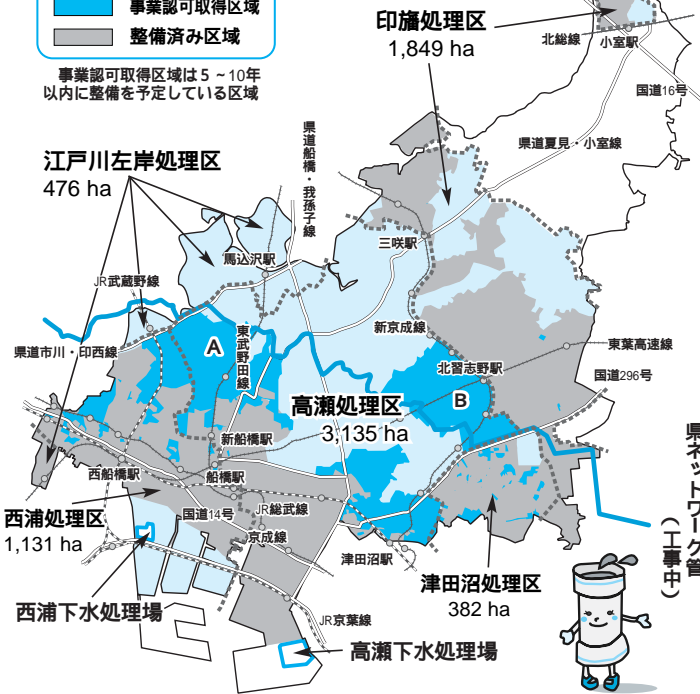 事業認可取得区域
整備済み区域
事業認可取得区域は5~10年
以内に整備を予定している区域
印旛処理区
1,849 ha
北総線
小室駅
国道16号
県道夏見・小室線
県道船橋・我孫子線
江戸川左岸処理区
476 ha
三咲駅
馬込沢駅
JR武蔵野線
新京成線
県道市川・印西線
A
東武野田線
東葉高速線
北習志野駅
国道296号
B
高瀬処理区
3,135 ha
新船橋駅
西船橋駅
船橋駅
西浦処理区
1,131 ha
国道14号
JR総武線
京成線
津田沼駅
津田沼処理区
382 ha
県ネットワーク管
(工事中)
西浦下水処理場
JR京葉線
高瀬下水処理場